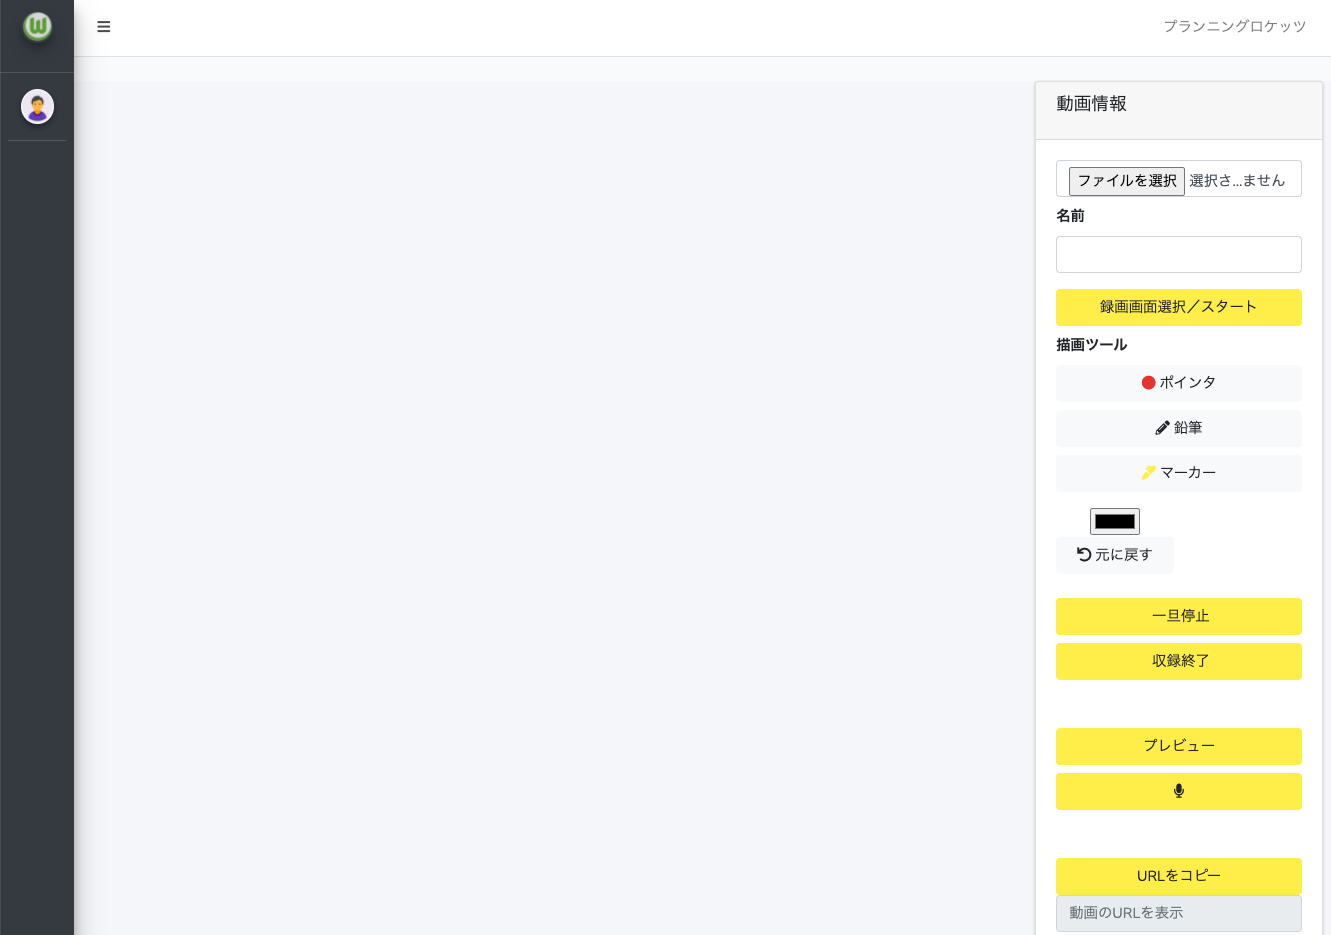 W
プランニングロケッツ
動画情報
ファイルを選択 選択さ...ません
名前
録画画面選択／スタート
描画ツール
ポインタ
鉛筆
マーカー
元に戻す
一旦停止
収録終了
プレビュー
URLをコピー
動画のURLを表示